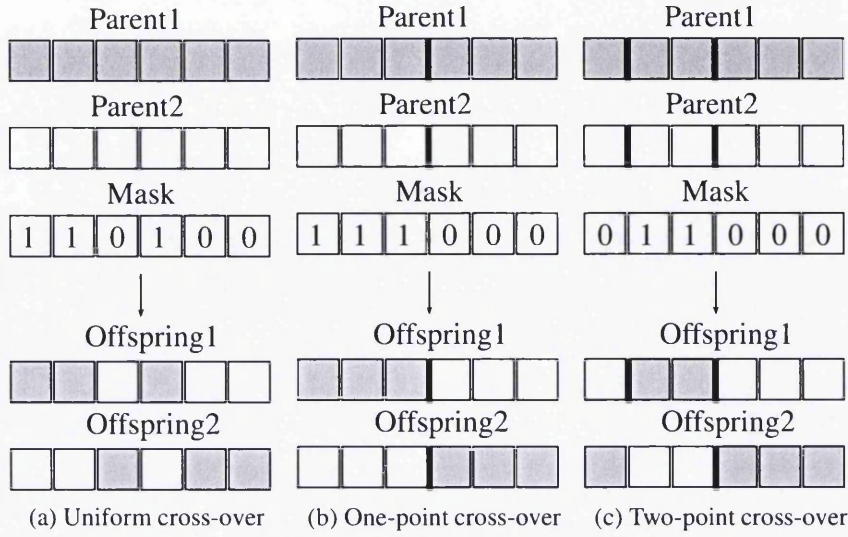 Parent1 Parent1 Parent1
Parent2 Parent2 Parent2
Mask Mask Mask
1 1 0 1 0 0 1 1 1 0 0 0 0 1 1 0 0 0
Offspring1 Offspring1 Offspring1
Offspring2 Offspring2 Offspring2
(a) Uniform cross-over (b) One-point cross-over (c) Two-point cross-over